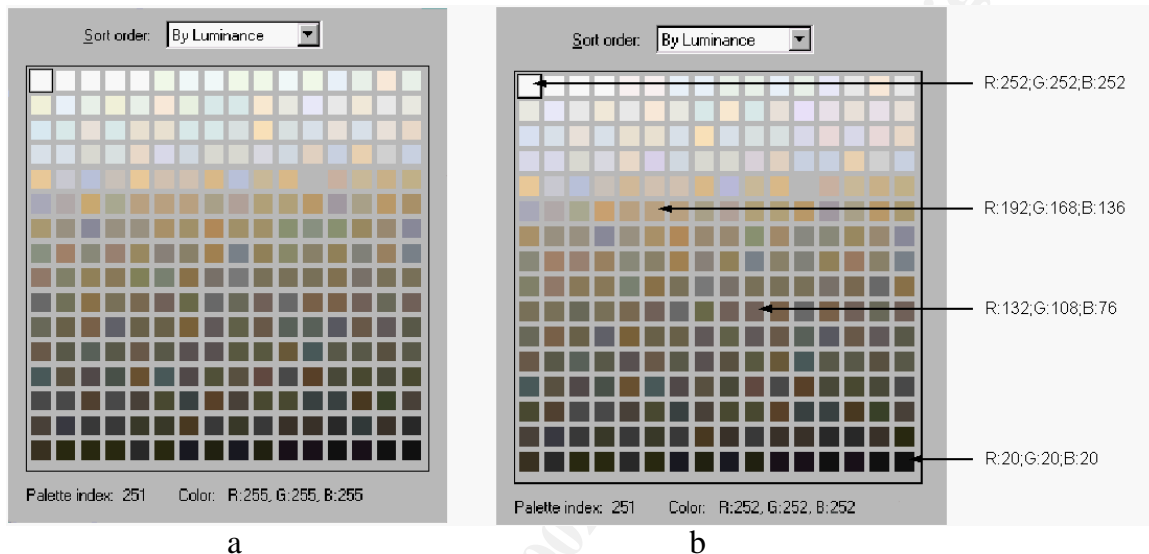 Sort order: By Luminance
Palette index: 251 Color: R:255, G:255, B:255
a
Sort order: By Luminance
R:252;G:252;B:252
R:192;G:168;B:136
R:132;G:108;B:76
R:20;G:20;B:20
Palette index: 251 Color: R:252, G:252, B:252
b